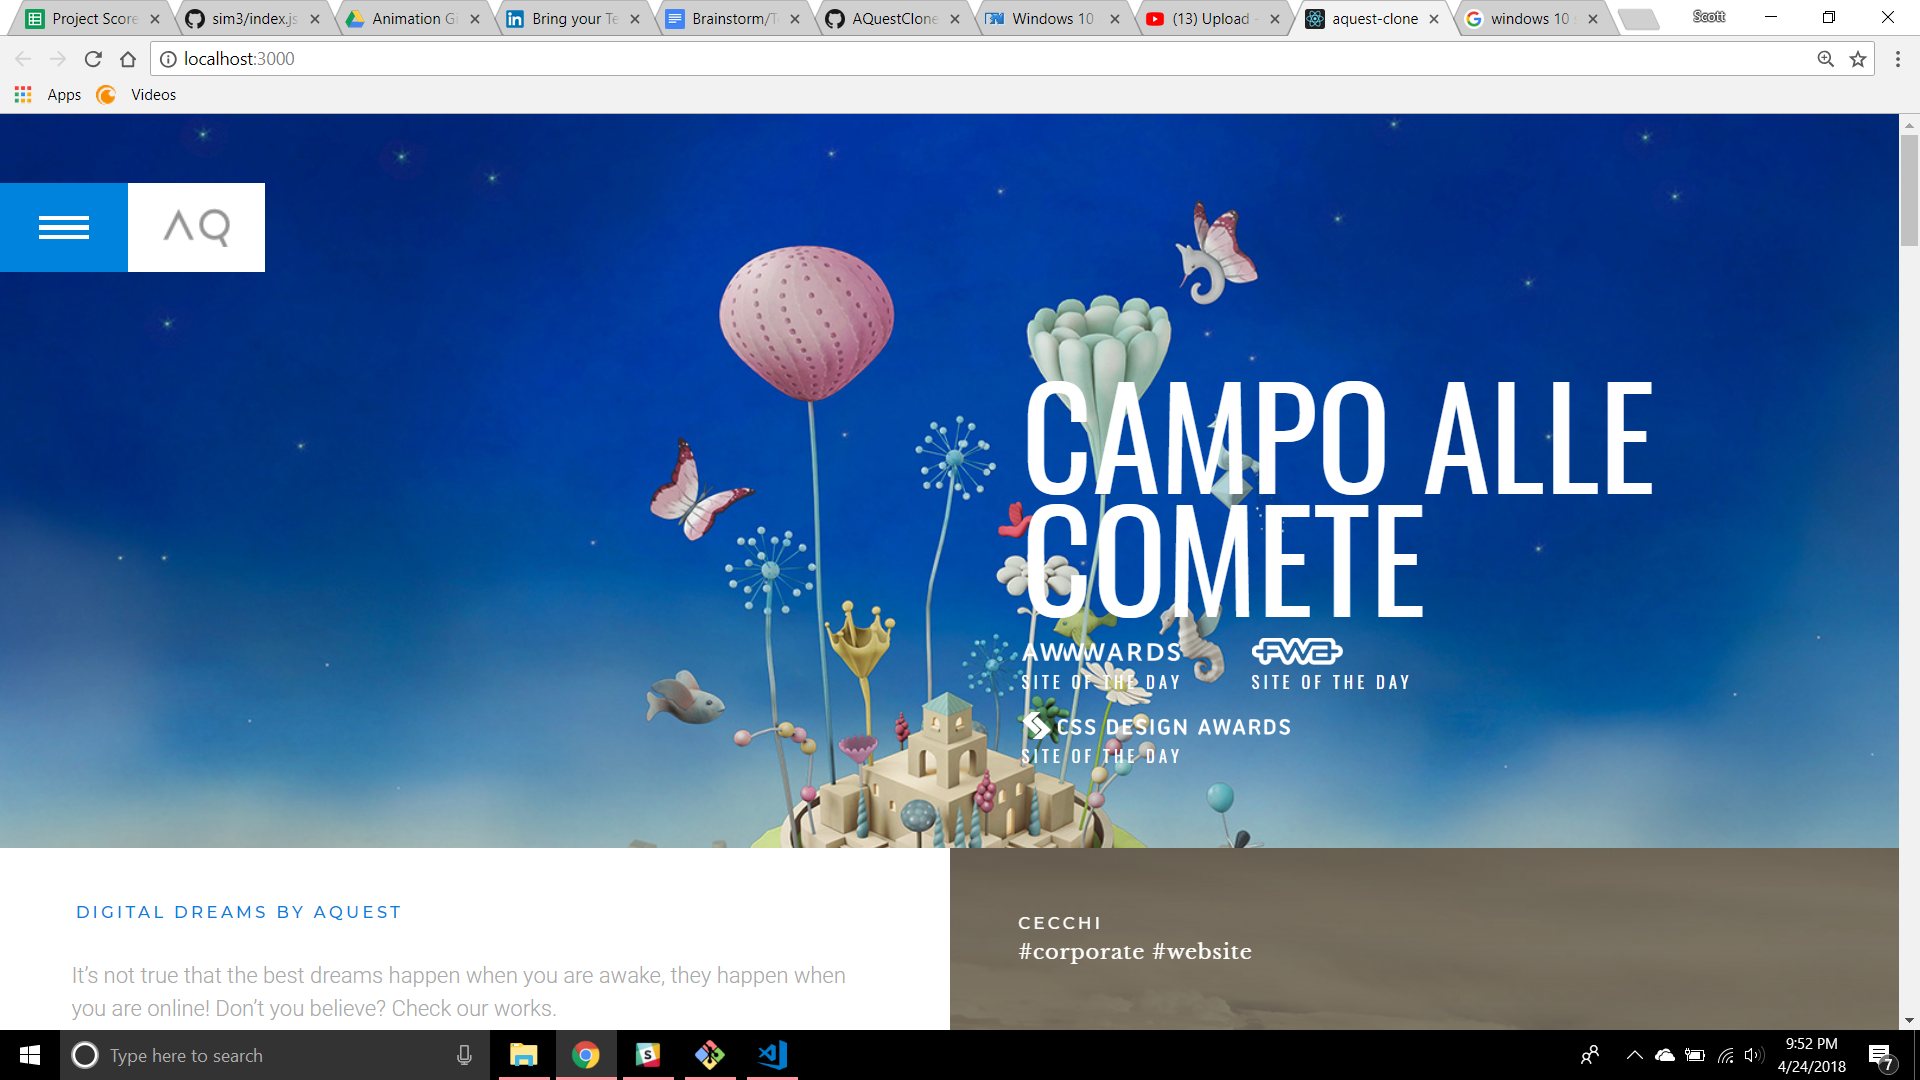 Project Score
sim3/index.js
Animation Gi
Bring your Te
Brainstorm/T
AQuestClone
Windows 10
(13) Upload -
aquest-clone
windows 10 s
Scott
localhost:3000
Apps
Videos
AQ
CAMPO ALLE
COMETE
AWWWARDS
SITE OF THE DAY
FWA
SITE OF THE DAY
CSS DESIGN AWARDS
SITE OF THE DAY
DIGITAL DREAMS BY AQUEST
It’s not true that the best dreams happen when you are awake, they happen when
you are online! Don’t you believe? Check our works.
CECCHI
#corporate #website
Type here to search
9:52 PM
4/24/2018
7